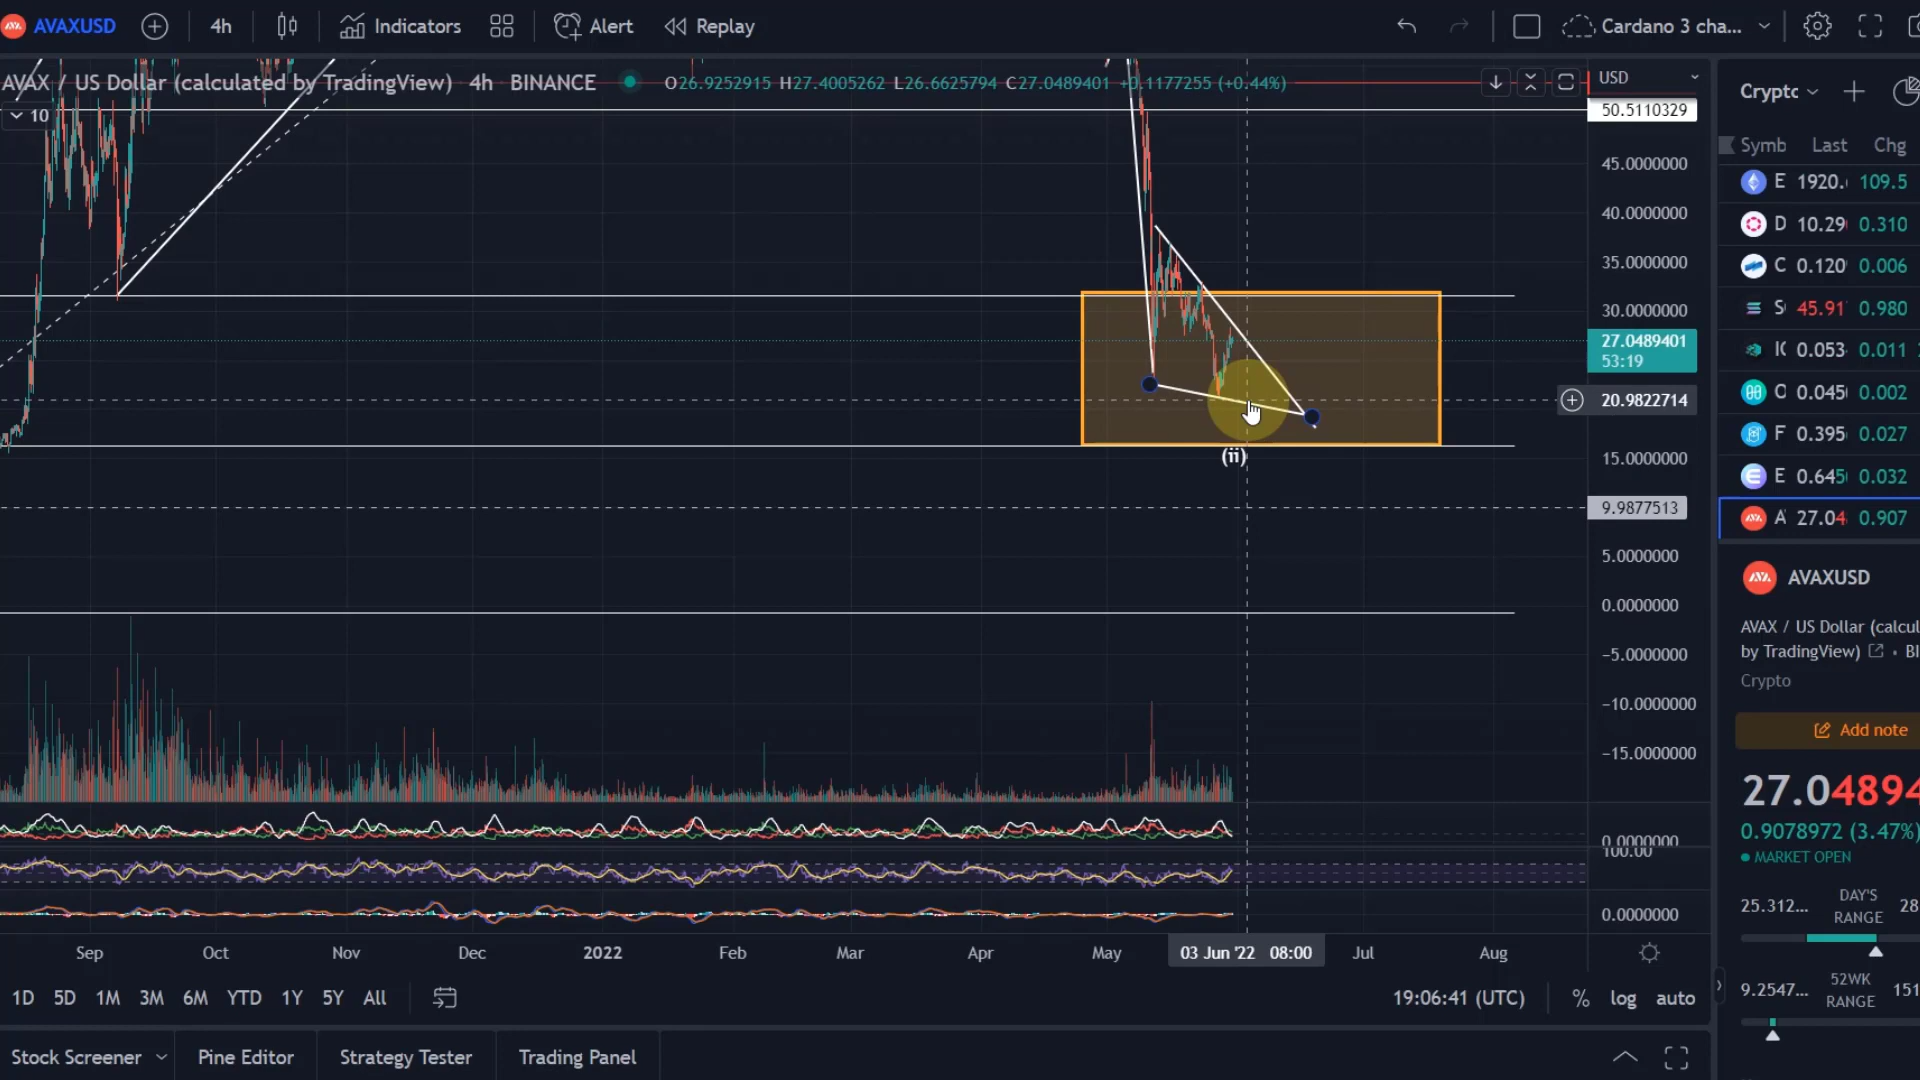 AVAXUSD 4h Indicators Alert Replay Cardano 3 cha...
AVAX / US Dollar (calculated by TradingView) 4h BINANCE O26.9252915 H27.4005262 L26.6625794 C27.0489401 +0.1177255 (+0.44%)
10
USD
50.5110329
45.0000000
40.0000000
35.0000000
30.0000000
27.0489401
53:19
20.9822714
15.0000000
9.9877513
5.0000000
0.0000000
−5.0000000
−10.0000000
−15.0000000
0.0000000
100.00
0.0000000
(ii)
Sep Oct Nov Dec 2022 Feb Mar Apr May 03 Jun '22 08:00 Jul Aug
1D 5D 1M 3M 6M YTD 1Y 5Y All 19:06:41 (UTC) % log auto
Stock Screener Pine Editor Strategy Tester Trading Panel
Crypto
Symb Last Chg
E 1920. 109.5
D 10.29 0.310
C 0.120 0.006
S 45.91 0.980
IC 0.053 0.011
O 0.045 0.002
F 0.395 0.027
E 0.645 0.032
A 27.04 0.907
AVAXUSD
AVAX / US Dollar (calcul
by TradingView) • BI
Crypto
Add note
27.04894
0.9078972 (3.47%)
MARKET OPEN
25.312... DAY'S RANGE 28
9.2547... 52WK RANGE 151